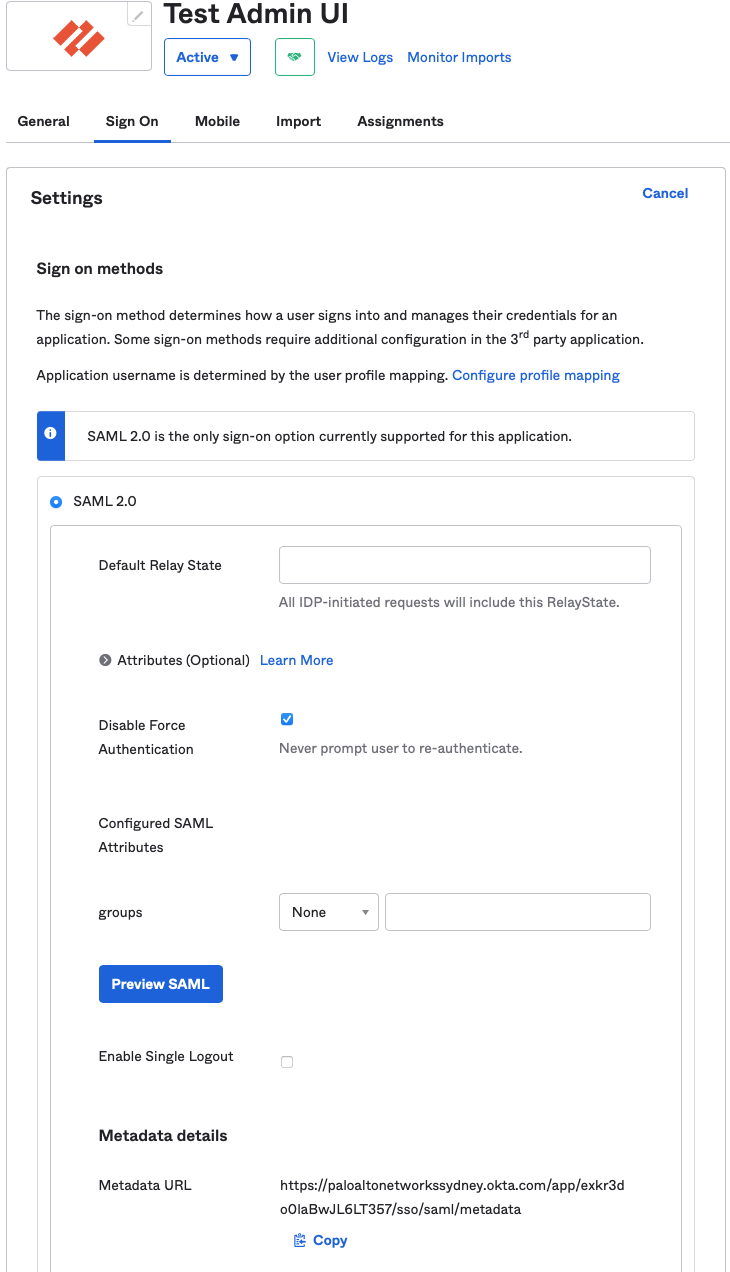 Test Admin UI
Active
View Logs
Monitor Imports
General
Sign On
Mobile
Import
Assignments
Settings
Cancel
Sign on methods
The sign-on method determines how a user signs into and manages their credentials for an
application. Some sign-on methods require additional configuration in the 3rd party application.
Application username is determined by the user profile mapping. Configure profile mapping
SAML 2.0 is the only sign-on option currently supported for this application.
SAML 2.0
Default Relay State
All IDP-initiated requests will include this RelayState.
Attributes (Optional) Learn More
Disable Force
Authentication
Never prompt user to re-authenticate.
Configured SAML
Attributes
groups
None
Preview SAML
Enable Single Logout
Metadata details
Metadata URL
https://paloaltonetworkssydney.okta.com/app/exkr3d
o0laBwJL6LT357/sso/saml/metadata
Copy